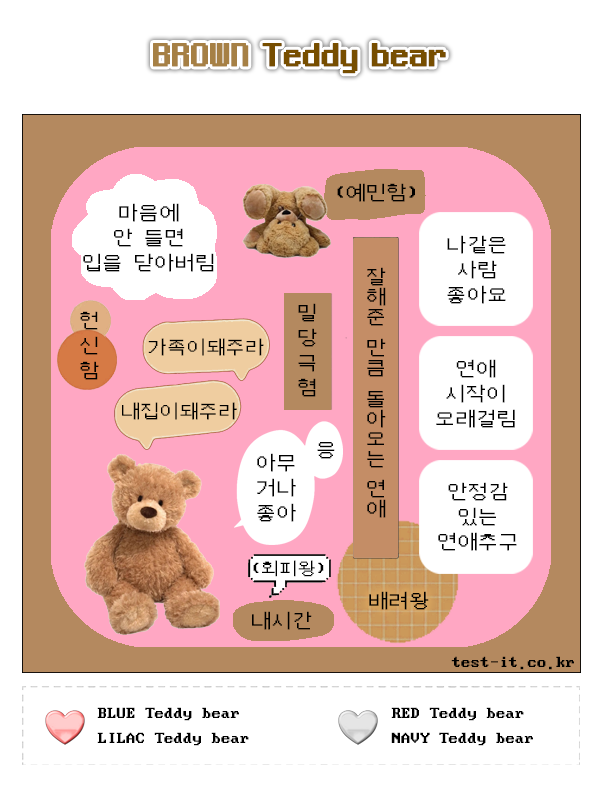 BROWN Teddy bear
마음에
안 들면
입을 닫아버림
(예민함)
나같은
사람
좋아요
헌
신
함
가족이돼주라
내집이돼주라
밀
당
극
혐
잘해준 만큼 돌아오는 연애
연애
시작이
오래걸림
아무
거나
좋아
응
안정감
있는
연애추구
(회피왕)
내시간
배려왕
test-it.co.kr
BLUE Teddy bear
LILAC Teddy bear
RED Teddy bear
NAVY Teddy bear